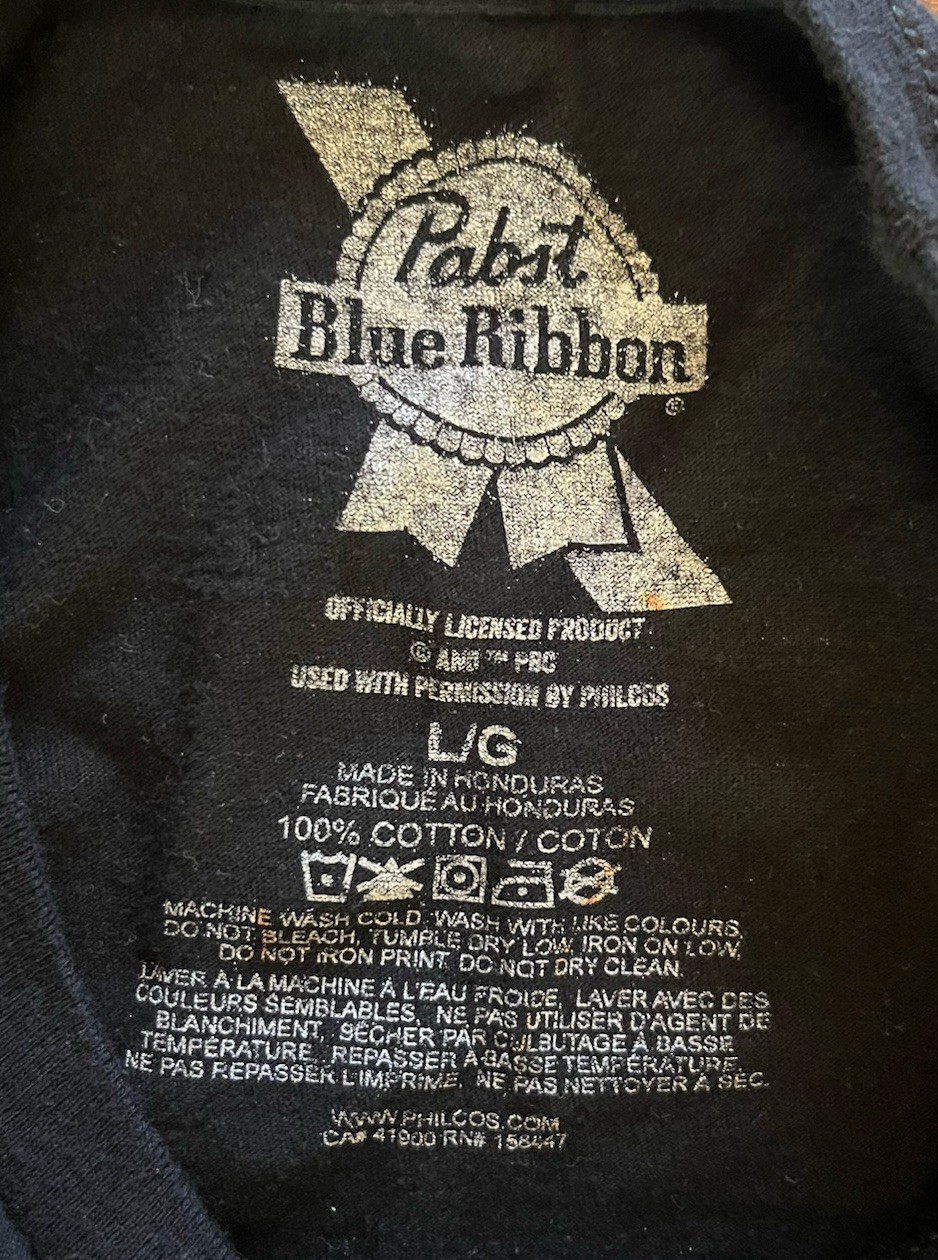 Pabst
Blue Ribbon
®
OFFICIALLY LICENSED PRODUCT
© AND ™ PBC
USED WITH PERMISSION BY PHILCOS
L/G
MADE IN HONDURAS
FABRIQUÉ AU HONDURAS
100% COTTON / COTON
MACHINE WASH COLD. WASH WITH LIKE COLOURS.
DO NOT BLEACH, TUMBLE DRY LOW, IRON ON LOW.
DO NOT IRON PRINT. DO NOT DRY CLEAN.
LAVER À LA MACHINE À L'EAU FROIDE, LAVER AVEC DES
COULEURS SEMBLABLES, NE PAS UTILISER D'AGENT DE
BLANCHIMENT, SÉCHER PAR CULBUTAGE À BASSE
TEMPÉRATURE, REPASSER À BASSE TEMPÉRATURE.
NE PAS REPASSER L'IMPRIMÉ, NE PAS NETTOYER À SEC.
WWW.PHILCOS.COM
CA# 41900 RN#